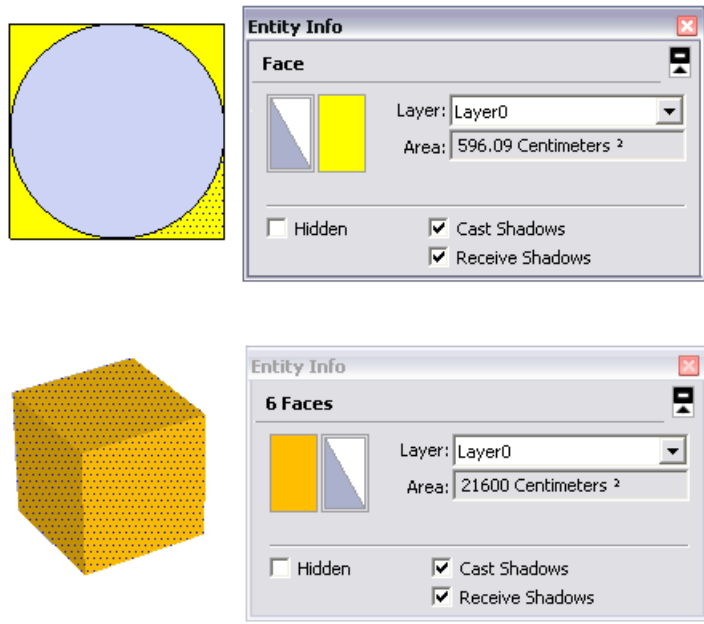 Entity Info
Face
Layer: Layer0
Area: 596.09 Centimeters ²
Hidden
Cast Shadows
Receive Shadows
Entity Info
6 Faces
Layer: Layer0
Area: 21600 Centimeters ²
Hidden
Cast Shadows
Receive Shadows